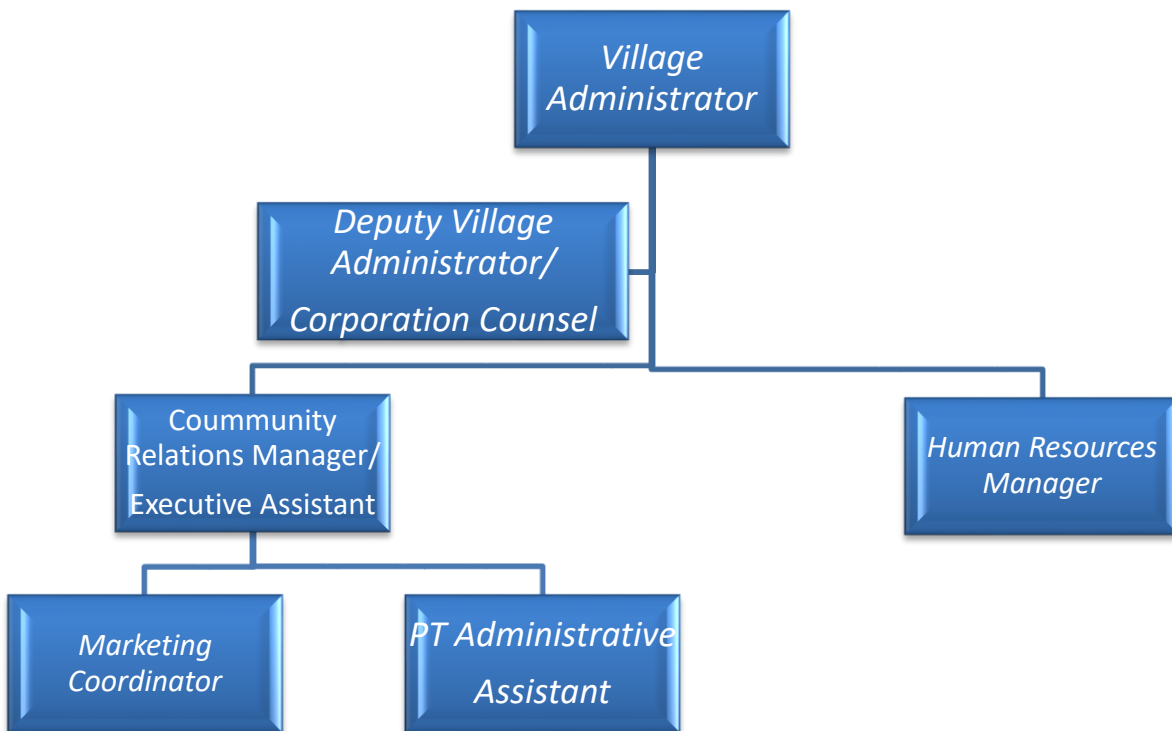 Village
Administrator
Deputy Village
Administrator/
Corporation Counsel
Coummunity
Relations Manager/
Executive Assistant
Human Resources
Manager
Marketing
Coordinator
PT Administrative
Assistant